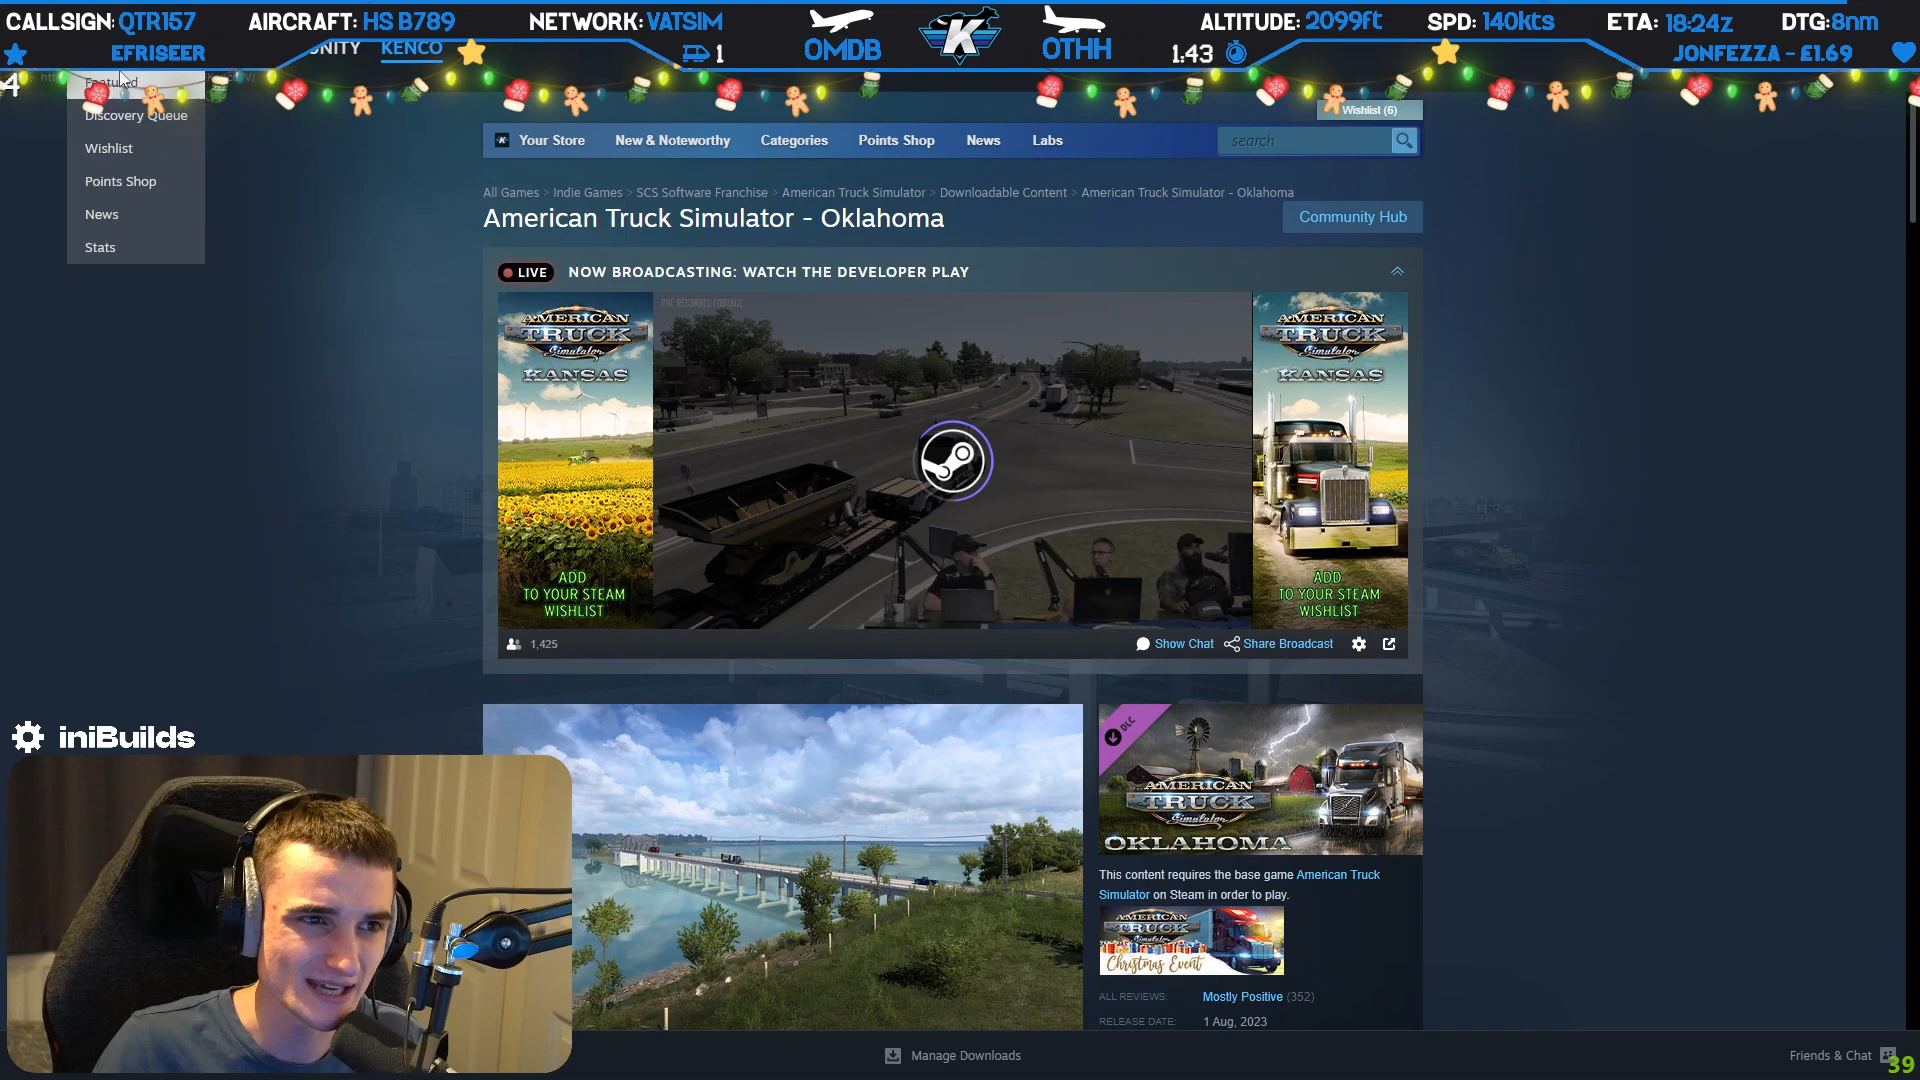 CALLSIGN: QTR157
AIRCRAFT: HS B789
NETWORK: VATSIM
OMDB
K
OTHH
ALTITUDE: 2099ft
SPD: 140kts
ETA: 18:24z
DTG:8nm
EFRISEER
KENCO
1
1:43
JONFEZZA - £1.69
4
Featured
Discovery Queue
Wishlist
Points Shop
News
Stats
Wishlist (6)
Your Store
New & Noteworthy
Categories
Points Shop
News
Labs
search
All Games > Indie Games > SCS Software Franchise > American Truck Simulator > Downloadable Content > American Truck Simulator - Oklahoma
American Truck Simulator - Oklahoma
Community Hub
LIVE
NOW BROADCASTING: WATCH THE DEVELOPER PLAY
PRE RECORDED FOOTAGE
AMERICAN
TRUCK
Simulator
KANSAS
ADD
TO YOUR STEAM
WISHLIST
AMERICAN
TRUCK
Simulator
KANSAS
ADD
TO YOUR STEAM
WISHLIST
1,425
Show Chat
Share Broadcast
DLC
AMERICAN
TRUCK
Simulator
OKLAHOMA
This content requires the base game American Truck
Simulator on Steam in order to play.
AMERICAN
TRUCK
Simulator
Christmas Event
ALL REVIEWS: Mostly Positive (352)
RELEASE DATE: 1 Aug, 2023
iniBuilds
Manage Downloads
Friends & Chat
39